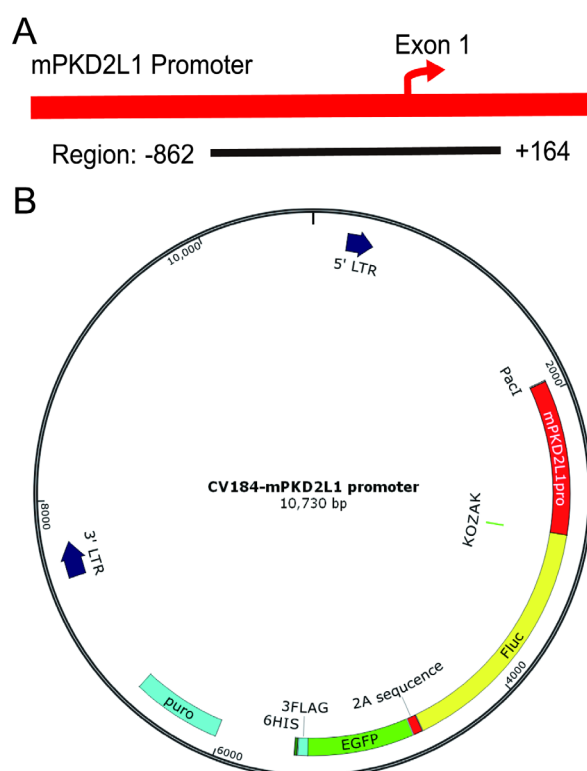 A
mPKD2L1 Promoter
Exon 1
Region: -862
+164
B
10,000
5' LTR
2000
PacI
mPKD2L1pro
CV184-mPKD2L1 promoter
10,730 bp
KOZAK
8000
3' LTR
Fluc
4000
2A sequcence
3FLAG
6HIS
EGFP
puro
6000